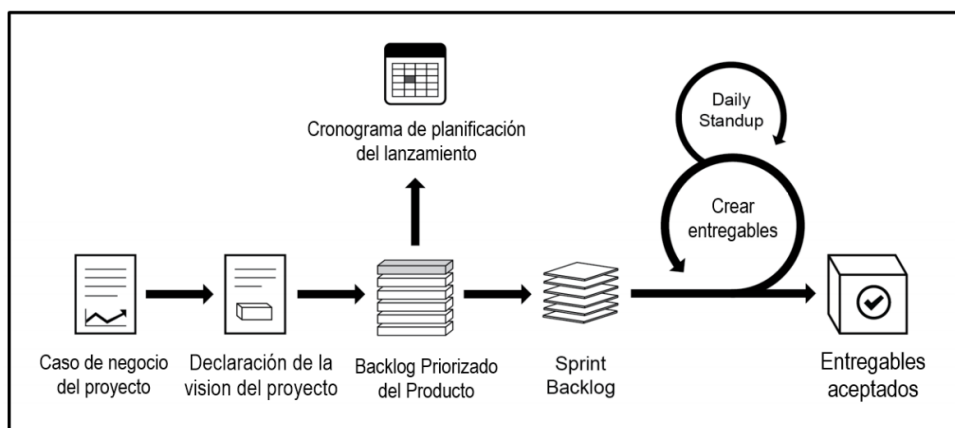 Cronograma de planificación
del lanzamiento
Daily
Standup
Crear
entregables
Caso de negocio
del proyecto
Declaración de la
vision del proyecto
Backlog Priorizado
del Producto
Sprint
Backlog
Entregables
aceptados